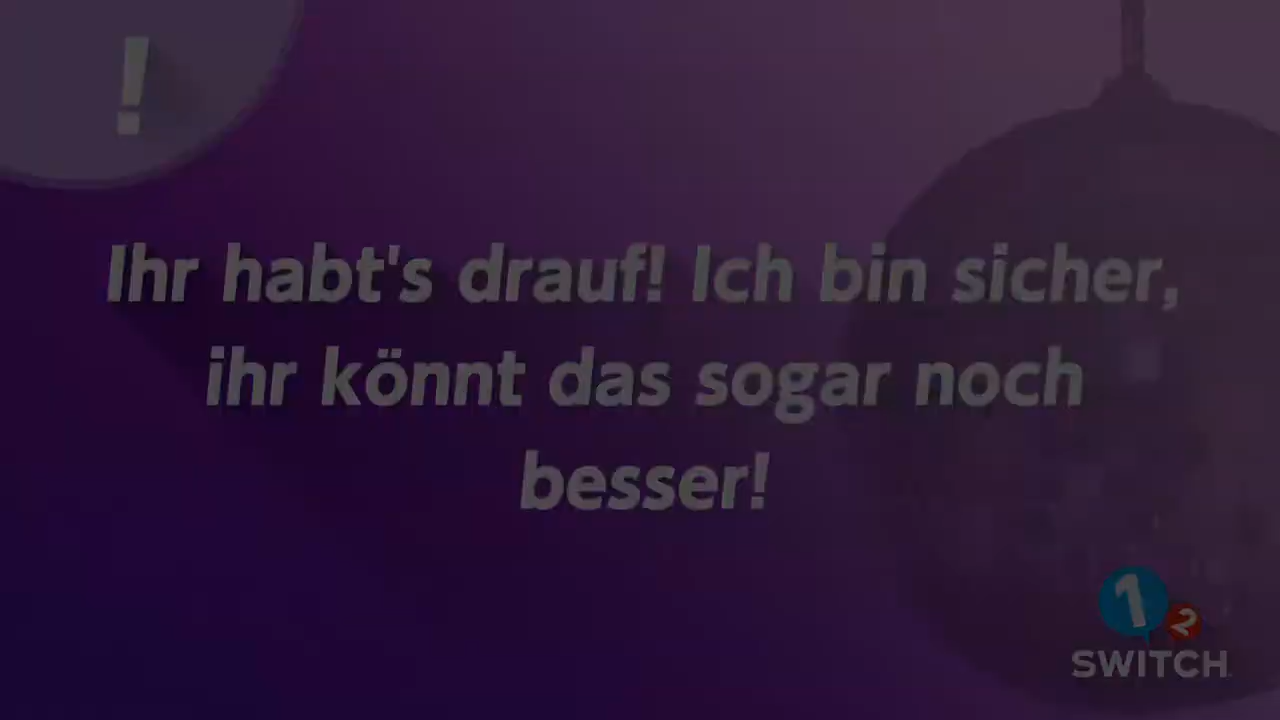 !
Ihr habt's drauf! Ich bin sicher,
ihr könnt das sogar noch
besser!
1
2
SWITCH